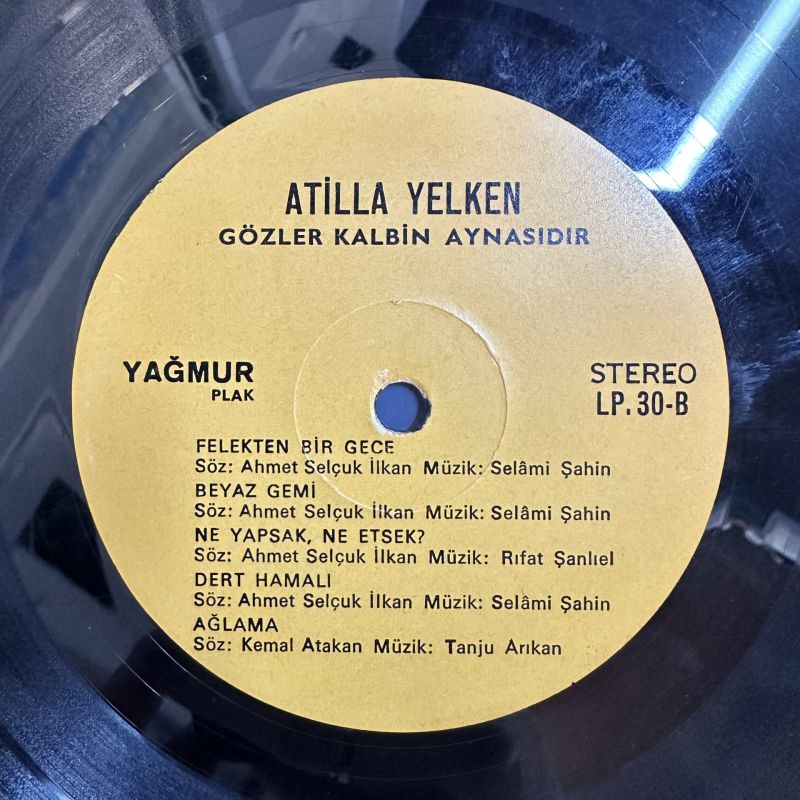 ATİLLA YELKEN
GÖZLER KALBİN AYNASIDIR
YAĞMUR
PLAK
STEREO
LP. 30-B
FELEKTEN BİR GECE
Söz: Ahmet Selçuk İlkan Müzik: Selâmi Şahin
BEYAZ GEMİ
Söz: Ahmet Selçuk İlkan Müzik: Selâmi Şahin
NE YAPSAK, NE ETSEK?
Söz: Ahmet Selçuk İlkan Müzik: Rıfat Şanlıel
DERT HAMALI
Söz: Ahmet Selçuk İlkan Müzik: Selâmi Şahin
AĞLAMA
Söz: Kemal Atakan Müzik: Tanju Arıkan